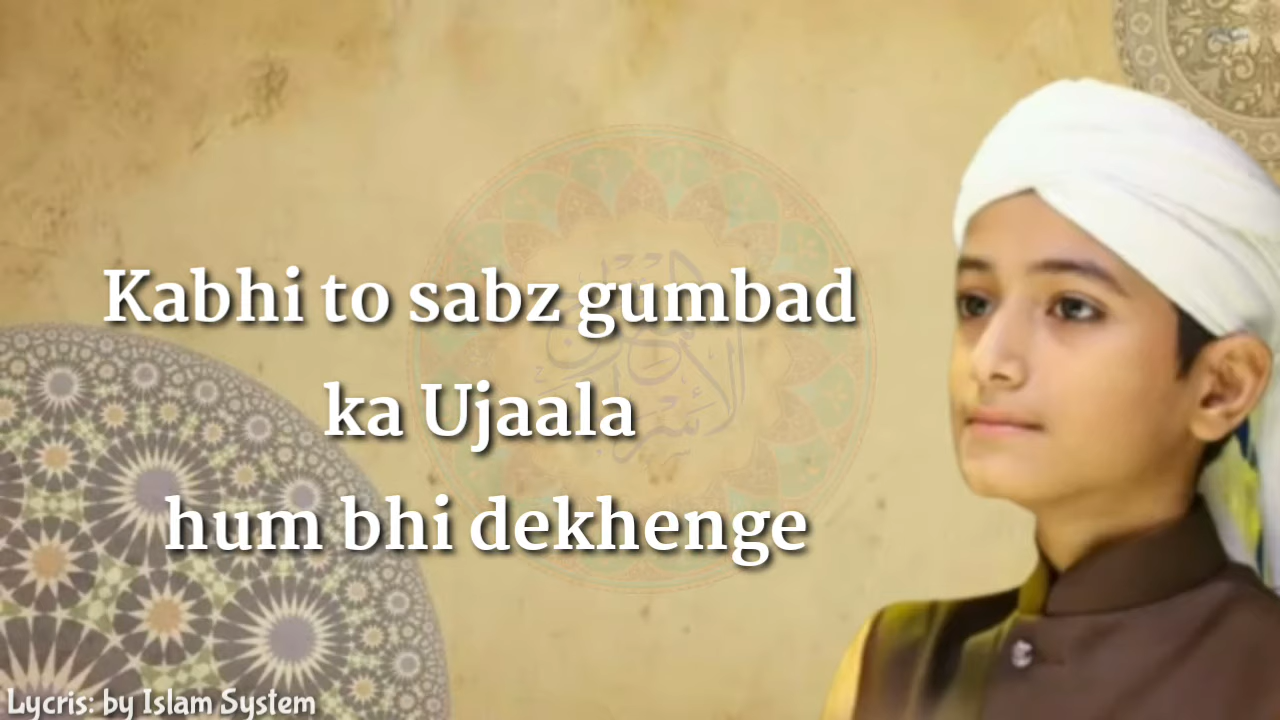 Kabhi to sabz gumbad
ka Ujaala
hum bhi dekhenge
Lycris: by Islam System